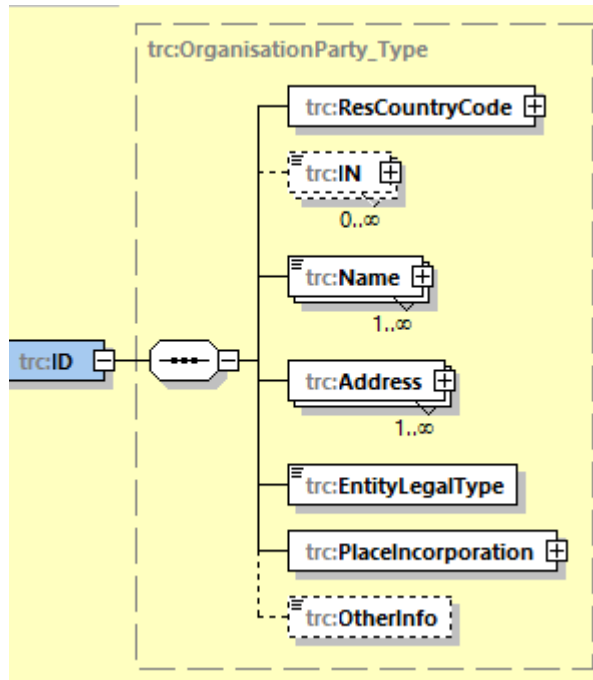 trc:OrganisationParty_Type
trc:ResCountryCode
trc:IN
0..∞
trc:Name
1..∞
trc:ID
trc:Address
1..∞
trc:EntityLegalType
trc:PlaceIncorporation
trc:OtherInfo